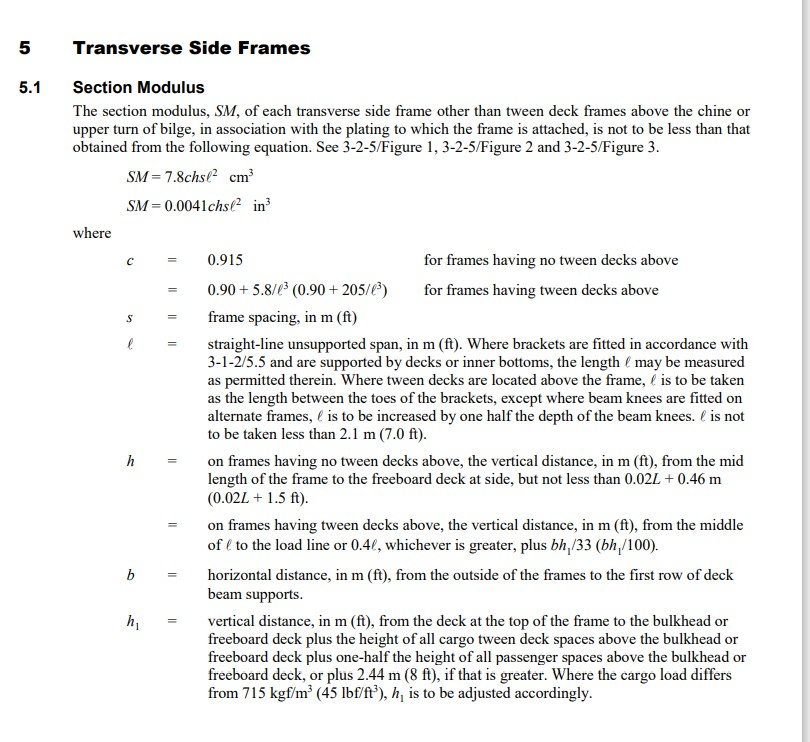 5 Transverse Side Frames
5.1 Section Modulus
The section modulus, SM, of each transverse side frame other than tween deck frames above the chine or
upper turn of bilge, in association with the plating to which the frame is attached, is not to be less than that
obtained from the following equation. See 3-2-5/Figure 1, 3-2-5/Figure 2 and 3-2-5/Figure 3.
SM = 7.8chsℓ² cm³
SM = 0.0041chsℓ² in³
where
c = 0.915 for frames having no tween decks above
= 0.90 + 5.8/ℓ³ (0.90 + 205/ℓ³) for frames having tween decks above
s = frame spacing, in m (ft)
ℓ = straight-line unsupported span, in m (ft). Where brackets are fitted in accordance with
3-1-2/5.5 and are supported by decks or inner bottoms, the length ℓ may be measured
as permitted therein. Where tween decks are located above the frame, ℓ is to be taken
as the length between the toes of the brackets, except where beam knees are fitted on
alternate frames, ℓ is to be increased by one half the depth of the beam knees. ℓ is not
to be taken less than 2.1 m (7.0 ft).
h = on frames having no tween decks above, the vertical distance, in m (ft), from the mid
length of the frame to the freeboard deck at side, but not less than 0.02L + 0.46 m
(0.02L + 1.5 ft).
= on frames having tween decks above, the vertical distance, in m (ft), from the middle
of ℓ to the load line or 0.4ℓ, whichever is greater, plus bh₁/33 (bh₁/100).
b = horizontal distance, in m (ft), from the outside of the frames to the first row of deck
beam supports.
h₁ = vertical distance, in m (ft), from the deck at the top of the frame to the bulkhead or
freeboard deck plus the height of all cargo tween deck spaces above the bulkhead or
freeboard deck plus one-half the height of all passenger spaces above the bulkhead or
freeboard deck, or plus 2.44 m (8 ft), if that is greater. Where the cargo load differs
from 715 kgf/m³ (45 lbf/ft³), h₁ is to be adjusted accordingly.